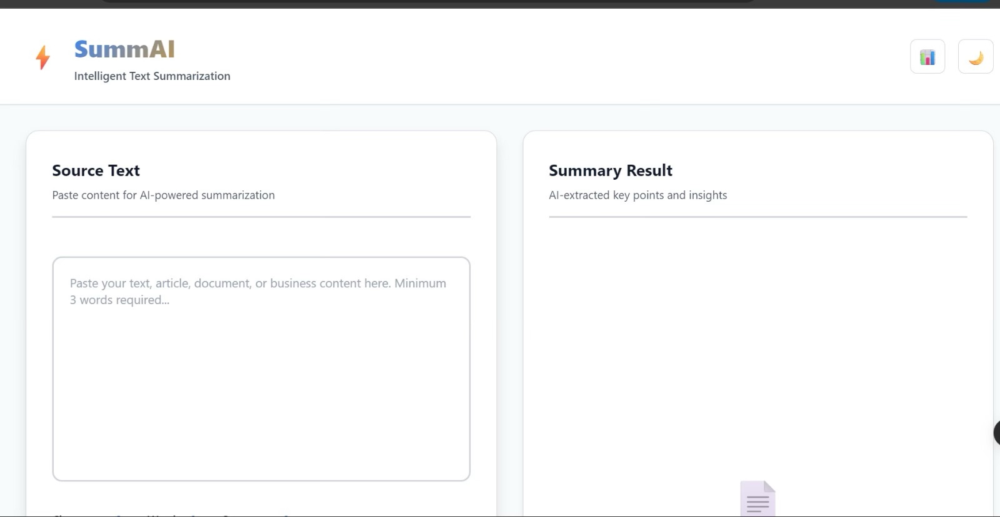 SummAI
Intelligent Text Summarization
Source Text
Paste content for AI-powered summarization
Paste your text, article, document, or business content here. Minimum
3 words required...
Summary Result
AI-extracted key points and insights